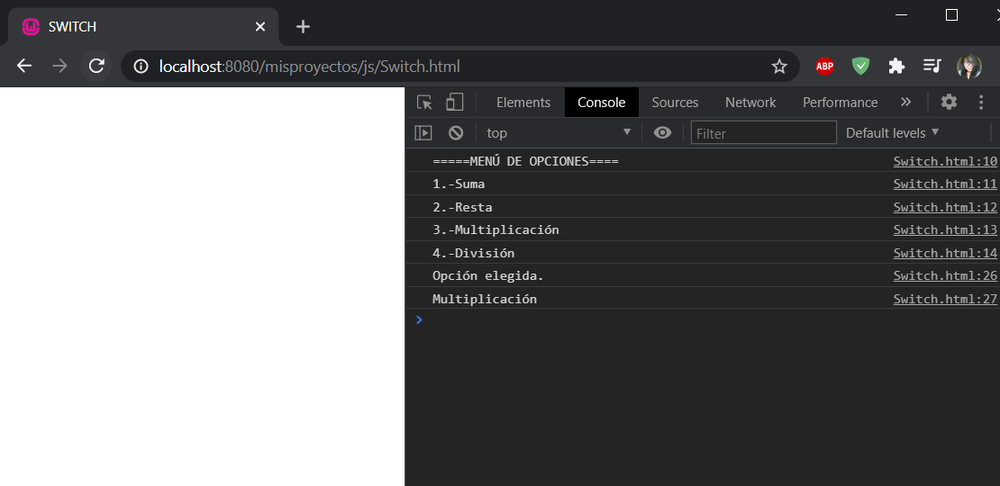 SWITCH
localhost:8080/misproyectos/js/Switch.html
ABP
Elements Console Sources Network Performance
top Filter Default levels
=====MENÚ DE OPCIONES==== Switch.html:10
1.-Suma Switch.html:11
2.-Resta Switch.html:12
3.-Multiplicación Switch.html:13
4.-División Switch.html:14
Opción elegida. Switch.html:26
Multiplicación Switch.html:27